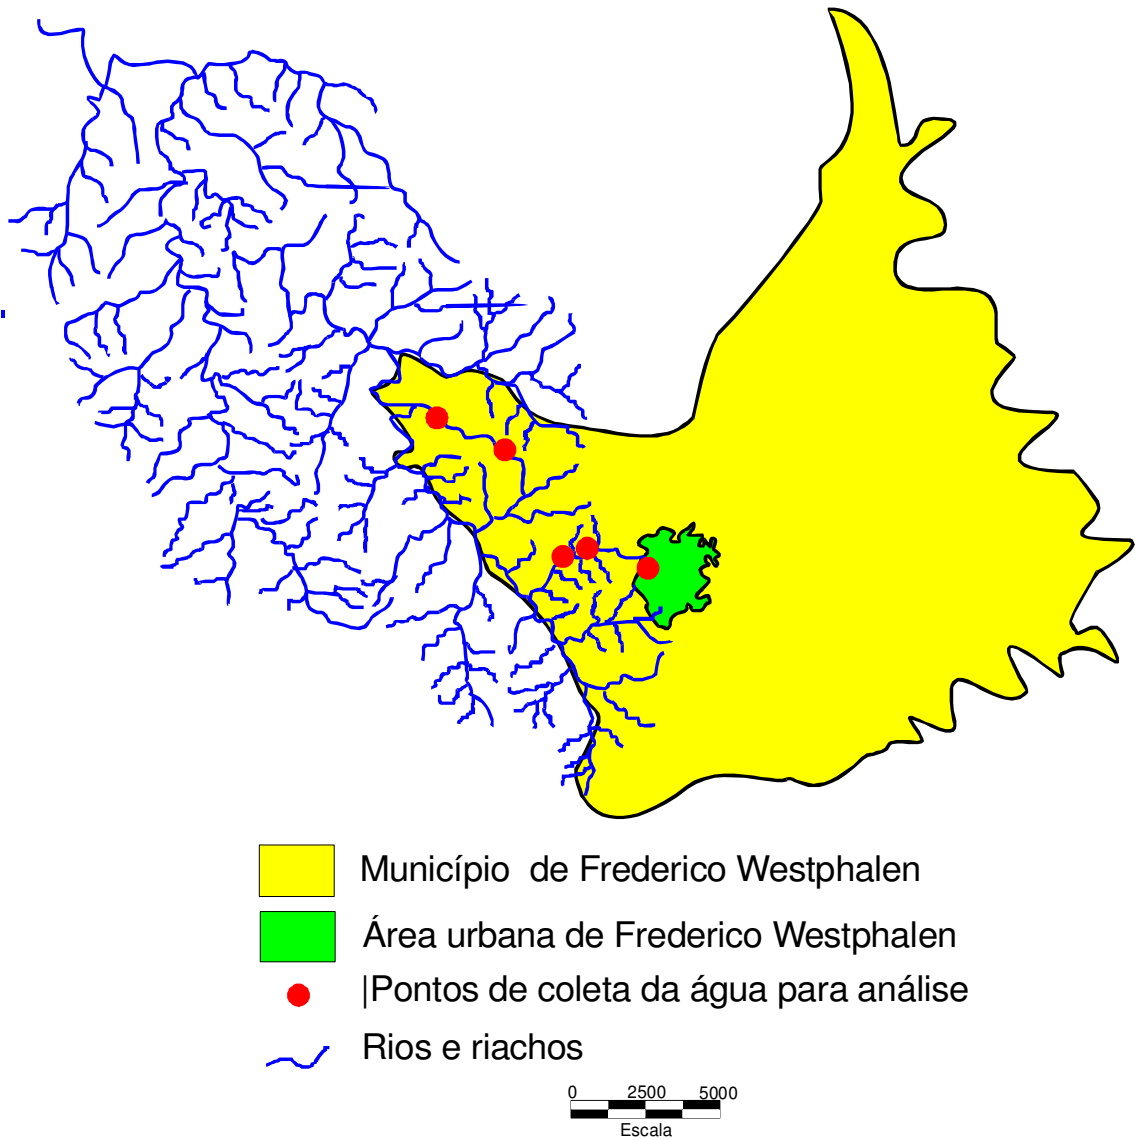 Município de Frederico Westphalen
Área urbana de Frederico Westphalen
|Pontos de coleta da água para análise
Rios e riachos
0 2500 5000
Escala